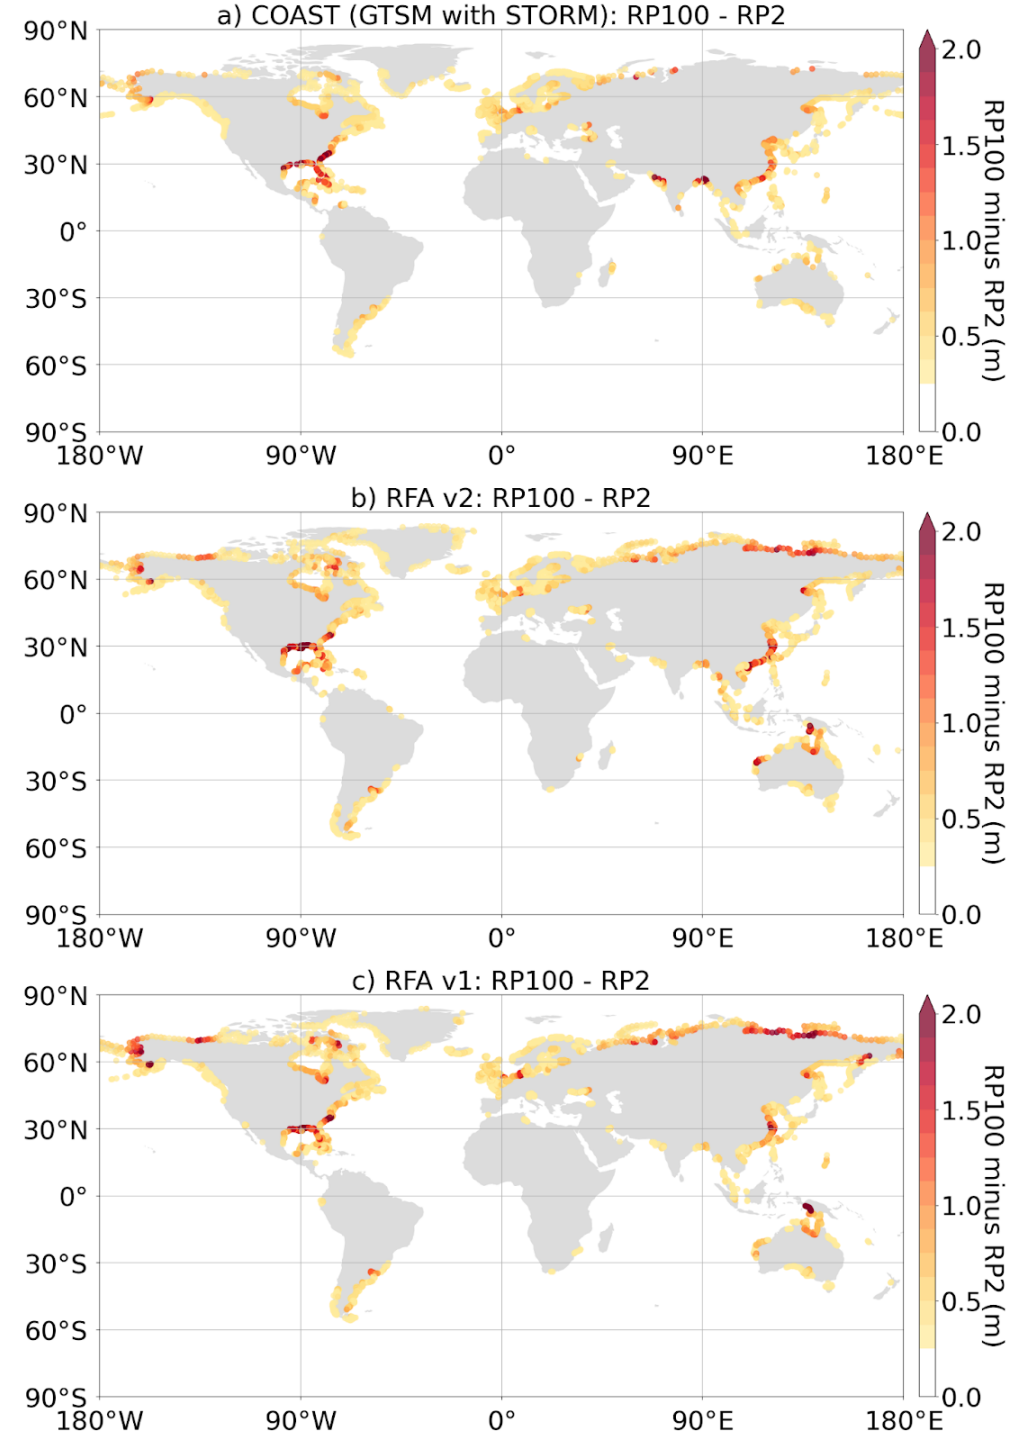 a) COAST (GTSM with STORM): RP100 - RP2
90°N
60°N
30°N
0°
30°S
60°S
90°S
180°W 90°W 0° 90°E 180°E
2.0
1.5
1.0
0.5
0.0
RP100 minus RP2 (m)
b) RFA v2: RP100 - RP2
90°N
60°N
30°N
0°
30°S
60°S
90°S
180°W 90°W 0° 90°E 180°E
2.0
1.5
1.0
0.5
0.0
RP100 minus RP2 (m)
c) RFA v1: RP100 - RP2
90°N
60°N
30°N
0°
30°S
60°S
90°S
180°W 90°W 0° 90°E 180°E
2.0
1.5
1.0
0.5
0.0
RP100 minus RP2 (m)